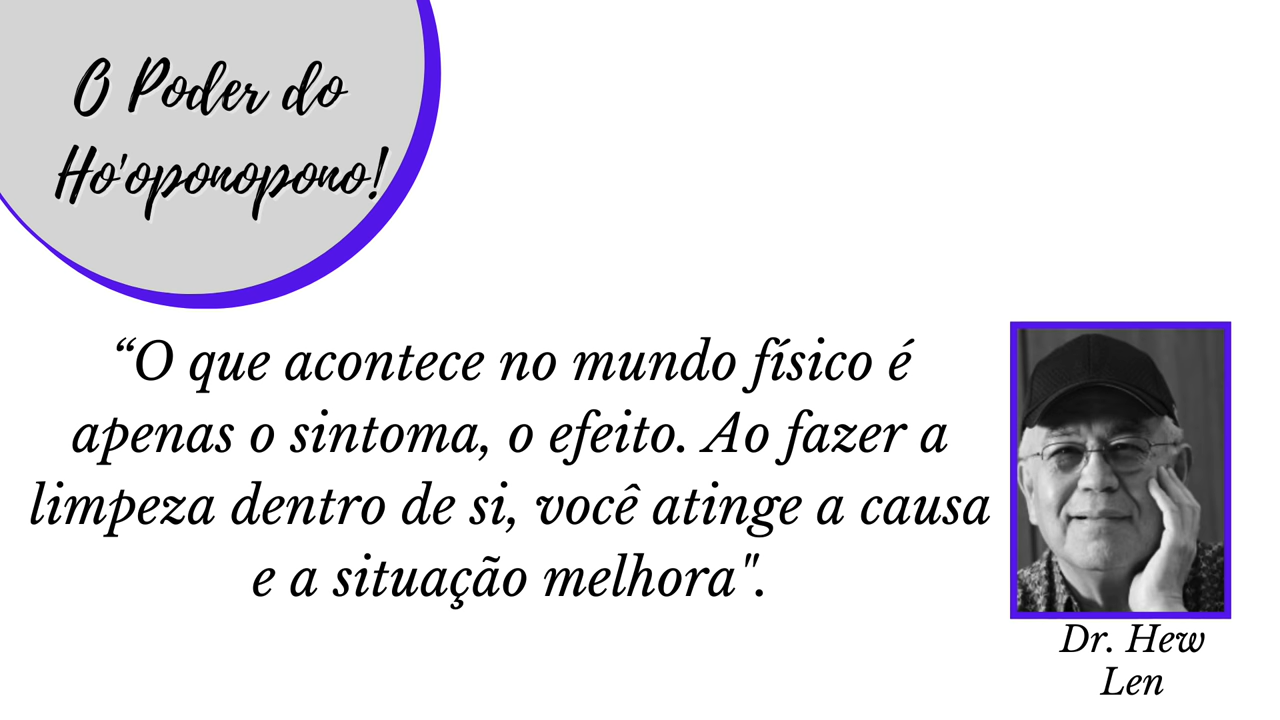 O Poder do
Ho'oponopono!
“O que acontece no mundo físico é
apenas o sintoma, o efeito. Ao fazer a
limpeza dentro de si, você atinge a causa
e a situação melhora".
Dr. Hew
Len